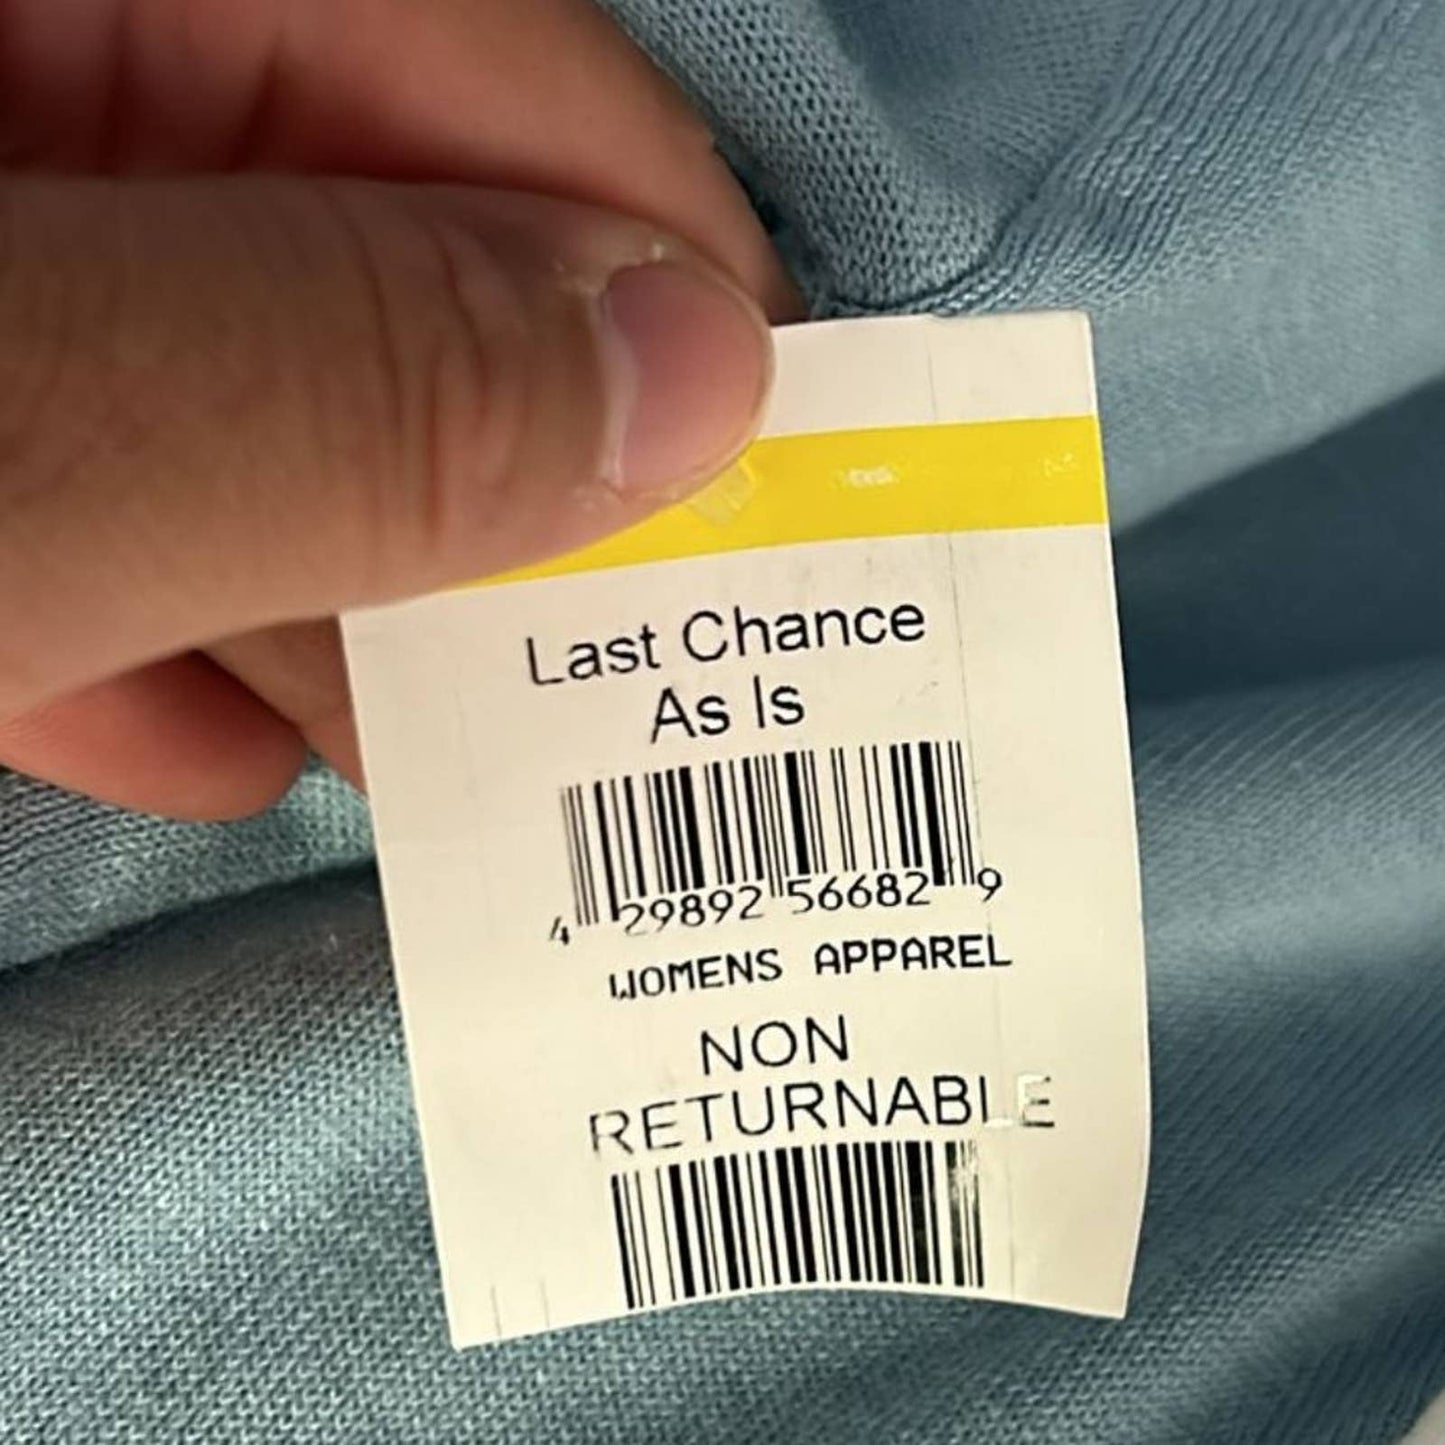 Last Chance
As Is
4 29892 56682 9
WOMENS APPAREL
NON
RETURNABLE